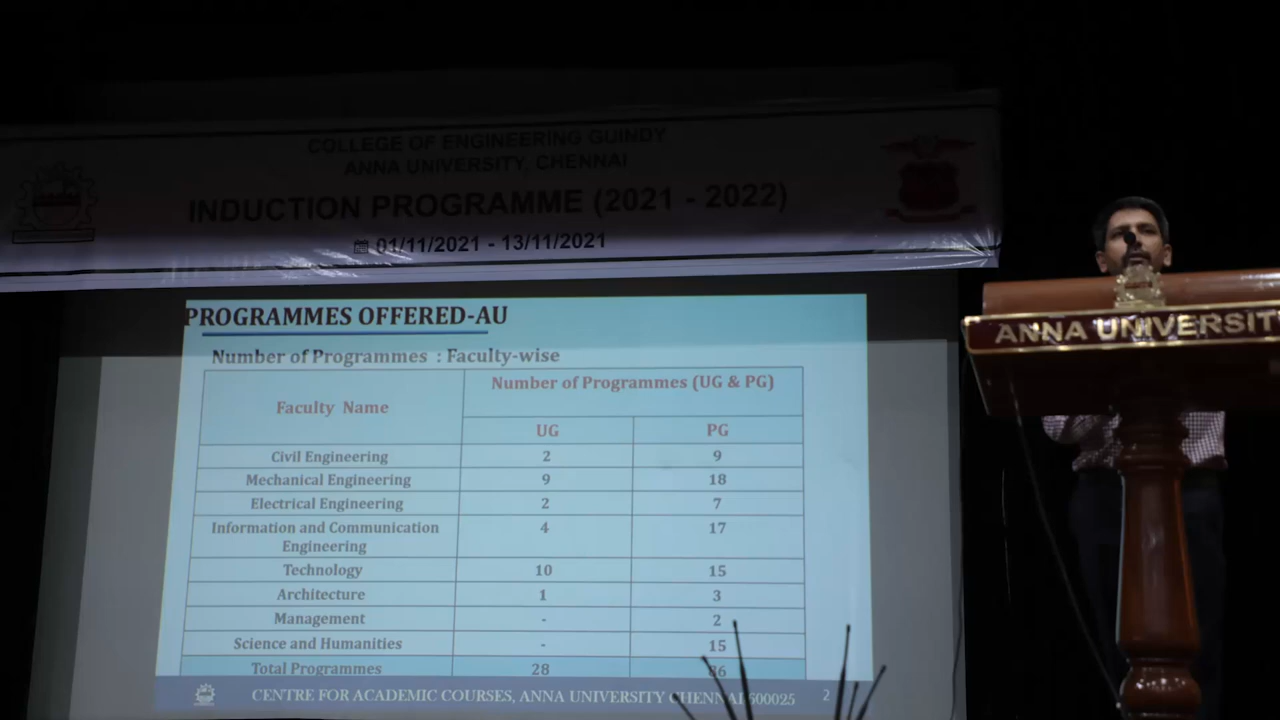 COLLEGE OF ENGINEERING GUINDY
ANNA UNIVERSITY, CHENNAI
INDUCTION PROGRAMME (2021 - 2022)
01/11/2021 - 13/11/2021
ANNA UNIVERSIT
PROGRAMMES OFFERED-AU
Number of Programmes : Faculty-wise
Faculty Name
Number of Programmes (UG & PG)
UG PG
Civil Engineering 2 9
Mechanical Engineering 9 18
Electrical Engineering 2 7
Information and Communication
Engineering 4 17
Technology 10 15
Architecture 1 3
Management - 2
Science and Humanities - 15
Total Programmes 28 86
CENTRE FOR ACADEMIC COURSES, ANNA UNIVERSITY CHENNAI 600025 2